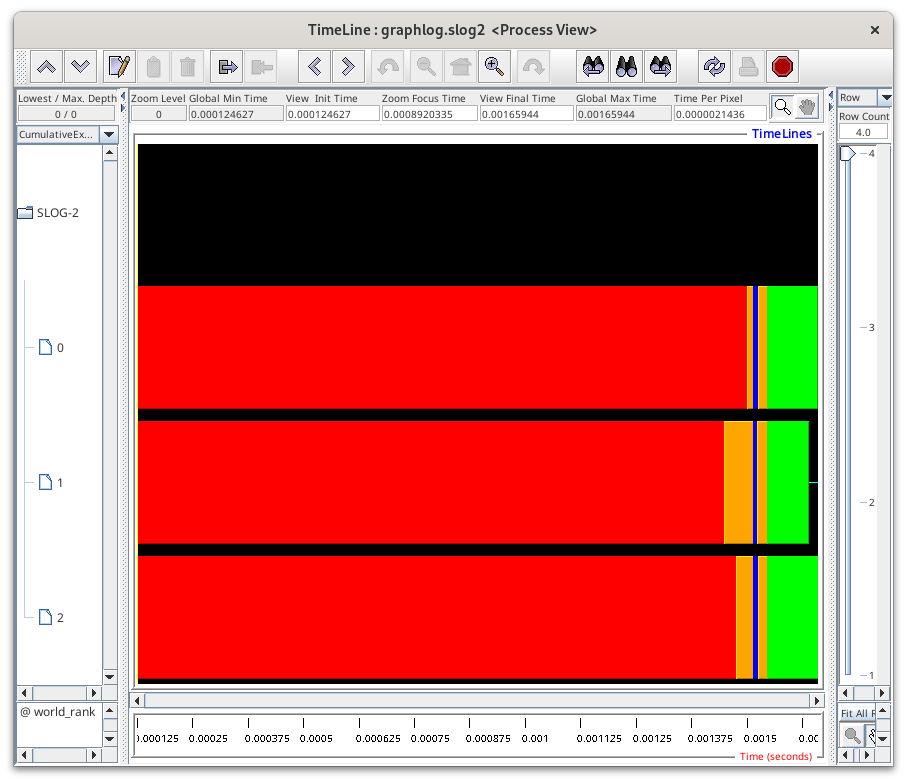 TimeLine : graphlog.slog2 <Process View>
Lowest / Max. Depth
0 / 0
CumulativeEx...
Zoom Level Global Min Time View Init Time Zoom Focus Time View Final Time Global Max Time Time Per Pixel
0 0.000124627 0.000124627 0.0008920335 0.00165944 0.00165944 0.0000021436
Row
Row Count
4.0
TimeLines
SLOG-2
0
1
2
4
3
2
1
@ world_rank
Fit All R
0.000125 0.00025 0.000375 0.0005 0.000625 0.00075 0.000875 0.001 0.001125 0.00125 0.001375 0.0015 0.00
Time (seconds)